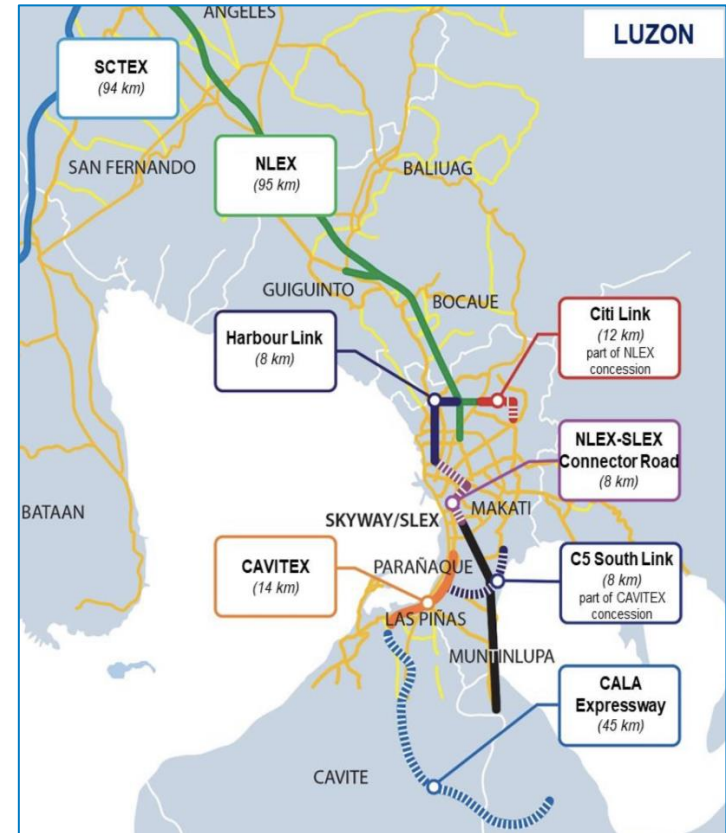 ANGELES
LUZON
SCTEX
(94 km)
NLEX
(95 km)
SAN FERNANDO
BALIUAG
GUIGUINTO
BOCAUE
Harbour Link
(8 km)
Citi Link
(12 km)
part of NLEX
concession
NLEX-SLEX
Connector Road
(8 km)
BATAAN
SKYWAY/SLEX
MAKATI
CAVITEX
(14 km)
PARAÑAQUE
C5 South Link
(8 km)
part of CAVITEX
concession
LAS PIÑAS
MUNTINLUPA
CALA
Expressway
(45 km)
CAVITE